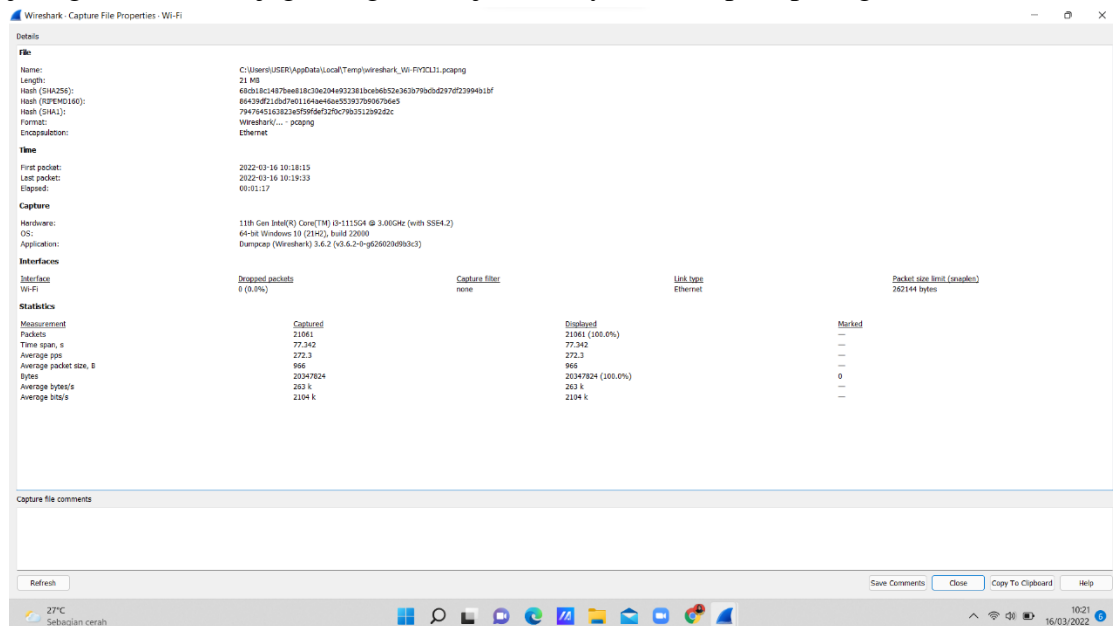 Wireshark · Capture File Properties · Wi-Fi
Details
File
Name: C:\Users\USER\AppData\Local\Temp\wireshark_Wi-FiYICLJ1.pcapng
Length: 21 MB
Hash (SHA256): 68cb18c1487bee818c30e204e932381bceb6b52e363b79bdbd297df23994b1bf
Hash (RIPEMD160): 86439df21dbd7e01164ae46ae553937b9067b6e5
Hash (SHA1): 7947645163823e5f59fdef32f0c79b3512b92d2c
Format: Wireshark/... - pcapng
Encapsulation: Ethernet
Time
First packet: 2022-03-16 10:18:15
Last packet: 2022-03-16 10:19:33
Elapsed: 00:01:17
Capture
Hardware: 11th Gen Intel(R) Core(TM) i3-1115G4 @ 3.00GHz (with SSE4.2)
OS: 64-bit Windows 10 (21H2), build 22000
Application: Dumpcap (Wireshark) 3.6.2 (v3.6.2-0-g626020d9b3c3)
Interfaces
Interface Dropped packets Capture filter Link type Packet size limit (snaplen)
Wi-Fi 0 (0.0%) none Ethernet 262144 bytes
Statistics
Measurement Captured Displayed Marked
Packets 21061 21061 (100.0%) —
Time span, s 77.342 77.342 —
Average pps 272.3 272.3 —
Average packet size, B 966 966 —
Bytes 20347824 20347824 (100.0%) 0
Average bytes/s 263 k 263 k —
Average bits/s 2104 k 2104 k —
Capture file comments
Refresh Save Comments Close Copy To Clipboard Help
27°C
Sebagian cerah
10:21
16/03/2022 6